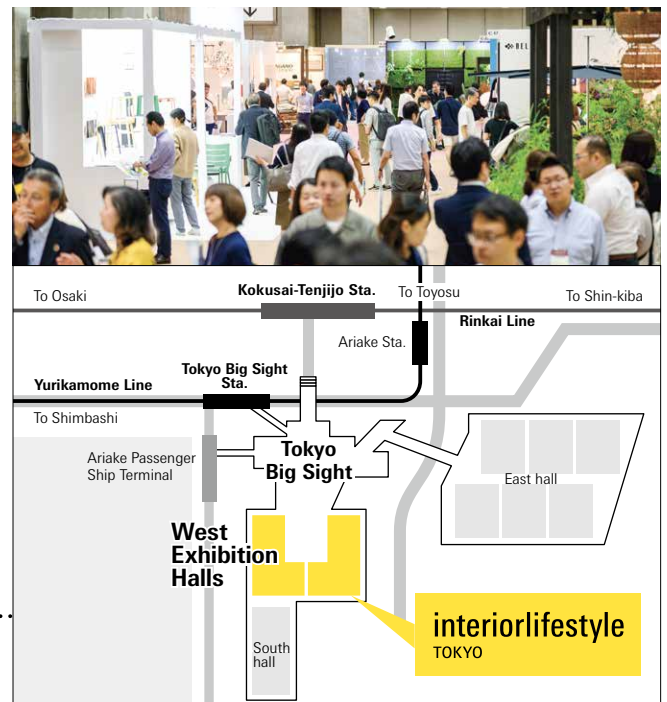 To Osaki
Kokusai-Tenjijo Sta.
To Toyosu
To Shin-kiba
Rinkai Line
Ariake Sta.
Tokyo Big Sight
Sta.
Yurikamome Line
To Shimbashi
Ariake Passenger
Ship Terminal
Tokyo
Big Sight
East hall
West
Exhibition
Halls
South
hall
interiorlifestyle
TOKYO